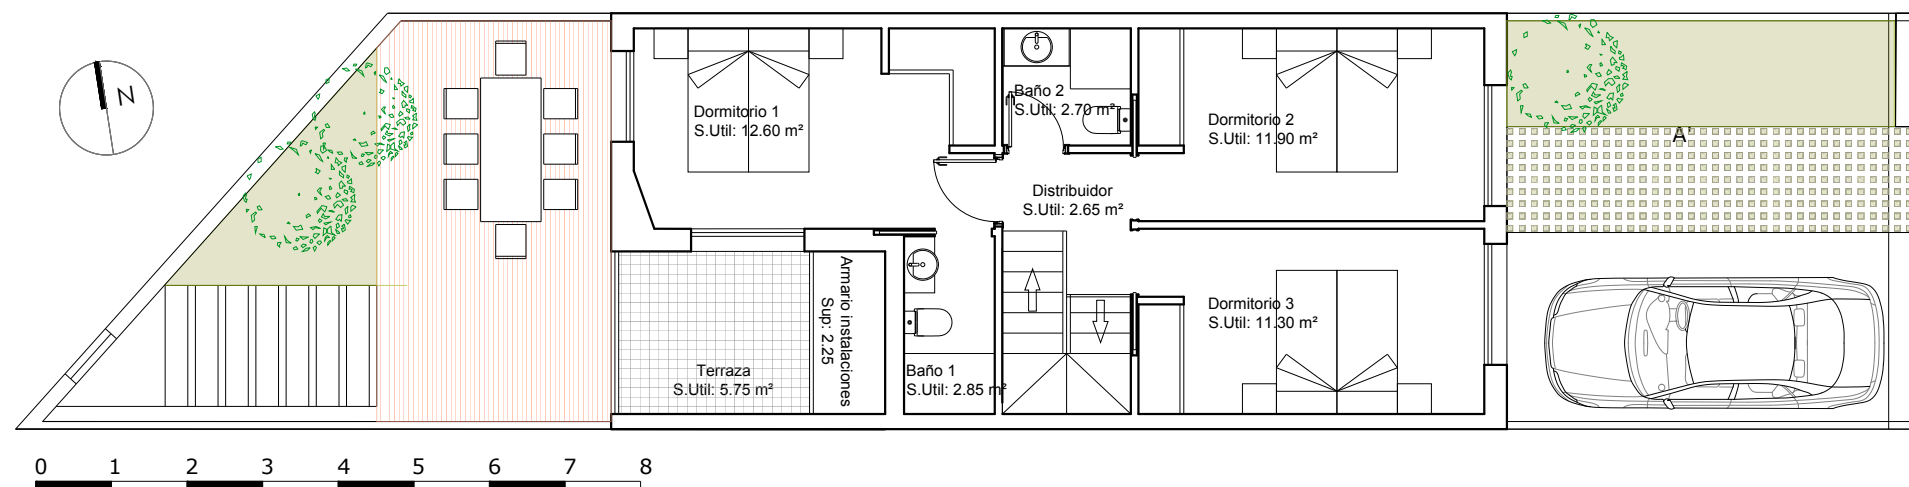 N
Dormitorio 1
S.Util: 12.60 m²
Baño 2
S.Util: 2.70 m²
Dormitorio 2
S.Util: 11.90 m²
A'
Distribuidor
S.Util: 2.65 m²
Armario instalaciones
Sup: 2.25
Dormitorio 3
S.Util: 11.30 m²
Terraza
S.Util: 5.75 m²
Baño 1
S.Util: 2.85 m²
0 1 2 3 4 5 6 7 8